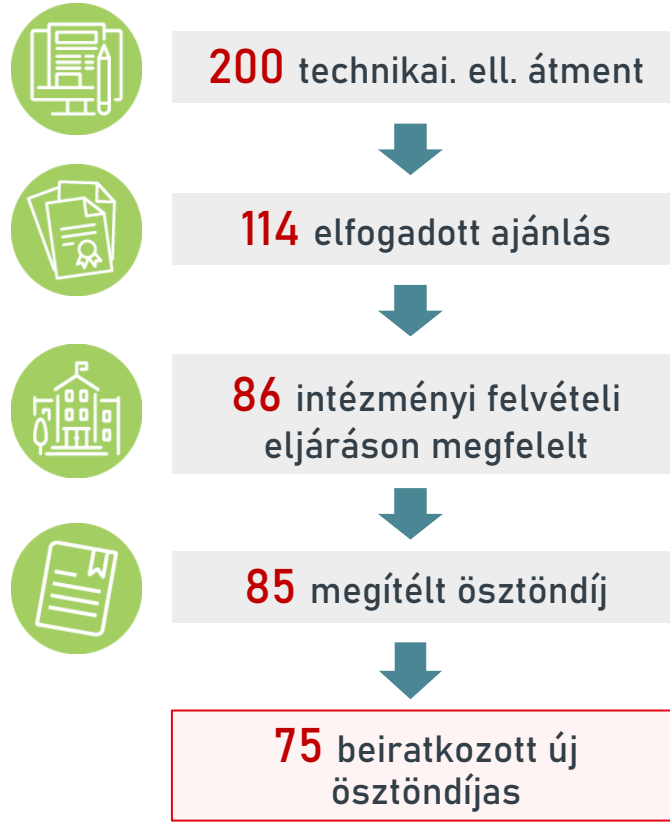 200 technikai. ell. átment
114 elfogadott ajánlás
86 intézményi felvételi
eljáráson megfelelt
85 megítélt ösztöndíj
75 beiratkozott új
ösztöndíjas